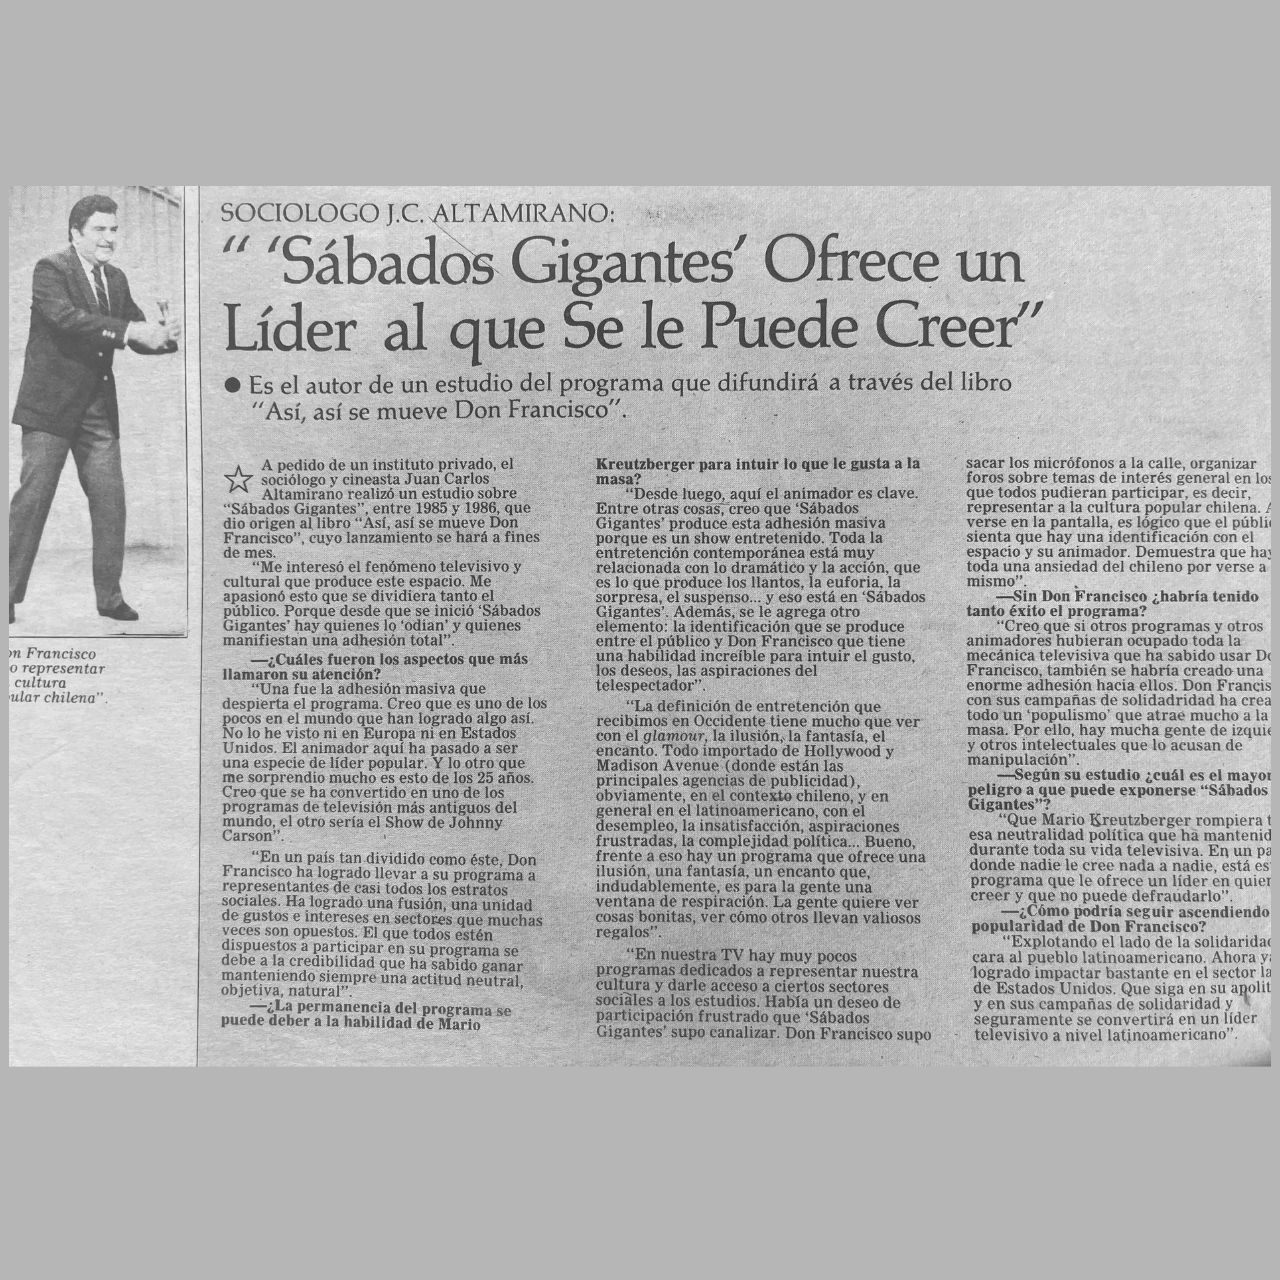 SOCIOLOGO J.C. ALTAMIRANO:
“ ‘Sábados Gigantes’ Ofrece un
Líder al que Se le Puede Creer”
● Es el autor de un estudio del programa que difundirá a través del libro
“Así, así se mueve Don Francisco”.
A pedido de un instituto privado, el
sociólogo y cineasta Juan Carlos
Altamirano realizó un estudio sobre
“Sábados Gigantes”, entre 1985 y 1986, que
dio origen al libro “Así, así se mueve Don
Francisco”, cuyo lanzamiento se hará a fines
de mes.
“Me interesó el fenómeno televisivo y
cultural que produce este espacio. Me
apasionó esto que se dividiera tanto el
público. Porque desde que se inició ‘Sábados
Gigantes’ hay quienes lo ‘odian’ y quienes
manifiestan una adhesión total”.
—¿Cuáles fueron los aspectos que más
llamaron su atención?
“Una fue la adhesión masiva que
despierta el programa. Creo que es uno de los
pocos en el mundo que han logrado algo así.
No lo he visto ni en Europa ni en Estados
Unidos. El animador aquí ha pasado a ser
una especie de líder popular. Y lo otro que
me sorprendio mucho es esto de los 25 años.
Creo que se ha convertido en uno de los
programas de televisión más antiguos del
mundo, el otro sería el Show de Johnny
Carson”.
“En un país tan dividido como éste, Don
Francisco ha logrado llevar a su programa a
representantes de casi todos los estratos
sociales. Ha logrado una fusión, una unidad
de gustos e intereses en sectores que muchas
veces son opuestos. El que todos estén
dispuestos a participar en su programa se
debe a la credibilidad que ha sabido ganar
manteniendo siempre una actitud neutral,
objetiva, natural”.
—¿La permanencia del programa se
puede deber a la habilidad de Mario
Kreutzberger para intuir lo que le gusta a la
masa?
“Desde luego, aquí el animador es clave.
Entre otras cosas, creo que ‘Sábados
Gigantes’ produce esta adhesión masiva
porque es un show entretenido. Toda la
entretención contemporánea está muy
relacionada con lo dramático y la acción, que
es lo que produce los llantos, la euforia, la
sorpresa, el suspenso... y eso está en ‘Sábados
Gigantes’. Además, se le agrega otro
elemento: la identificación que se produce
entre el público y Don Francisco que tiene
una habilidad increíble para intuir el gusto,
los deseos, las aspiraciones del
telespectador”.
“La definición de entretención que
recibimos en Occidente tiene mucho que ver
con el glamour, la ilusión, la fantasía, el
encanto. Todo importado de Hollywood y
Madison Avenue (donde están las
principales agencias de publicidad),
obviamente, en el contexto chileno, y en
general en el latinoamericano, con el
desempleo, la insatisfacción, aspiraciones
frustradas, la complejidad política... Bueno,
frente a eso hay un programa que ofrece una
ilusión, una fantasía, un encanto que,
indudablemente, es para la gente una
ventana de respiración. La gente quiere ver
cosas bonitas, ver cómo otros llevan valiosos
regalos”.
“En nuestra TV hay muy pocos
programas dedicados a representar nuestra
cultura y darle acceso a ciertos sectores
sociales a los estudios. Había un deseo de
participación frustrado que ‘Sábados
Gigantes’ supo canalizar. Don Francisco supo
sacar los micrófonos a la calle, organizar
foros sobre temas de interés general en los
que todos pudieran participar, es decir,
representar a la cultura popular chilena.
verse en la pantalla, es lógico que el
sienta que hay una identificación con el
espacio y su animador. Demuestra que hay
toda una ansiedad del chileno por verse a
mismo”.
—Sin Don Francisco ¿habría tenido
tanto éxito el programa?
“Creo que si otros programas y otros
animadores hubieran ocupado toda la
mecánica televisiva que ha sabido usar
Francisco, también se habría creado una
enorme adhesión hacia ellos. Don
con sus campañas de solidadridad ha
todo un ‘populismo’ que atrae mucho a la
masa. Por ello, hay mucha gente de
y otros intelectuales que lo acusan de
manipulación”.
—Según su estudio ¿cuál es el mayor
peligro a que puede exponerse “Sábados
Gigantes”?
“Que Mario Kreutzberger rompiera
esa neutralidad política que ha
durante toda su vida televisiva. En un
donde nadie le cree nada a nadie, está
programa que le ofrece un líder en
creer y que no puede defraudarlo”.
—¿Cómo podría seguir ascendiendo
popularidad de Don Francisco?
“Explotando el lado de la
cara al pueblo latinoamericano. Ahora
logrado impactar bastante en el sector
de Estados Unidos. Que siga en su
y en sus campañas de solidaridad y
seguramente se convertirá en un líder
televisivo a nivel latinoamericano”.
Francisco
representar
cultura
chilena”.